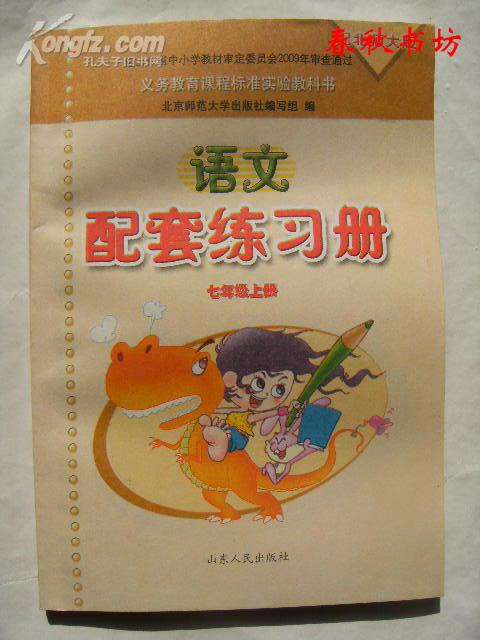 Kongfz.com
孔夫子旧书网
春秋书坊
省中小学教材审定委员会2009年审查通过
义务教育课程标准实验教科书
北京师范大学出版社编写组 编
语文
配套练习册
七年级上册
山东人民出版社